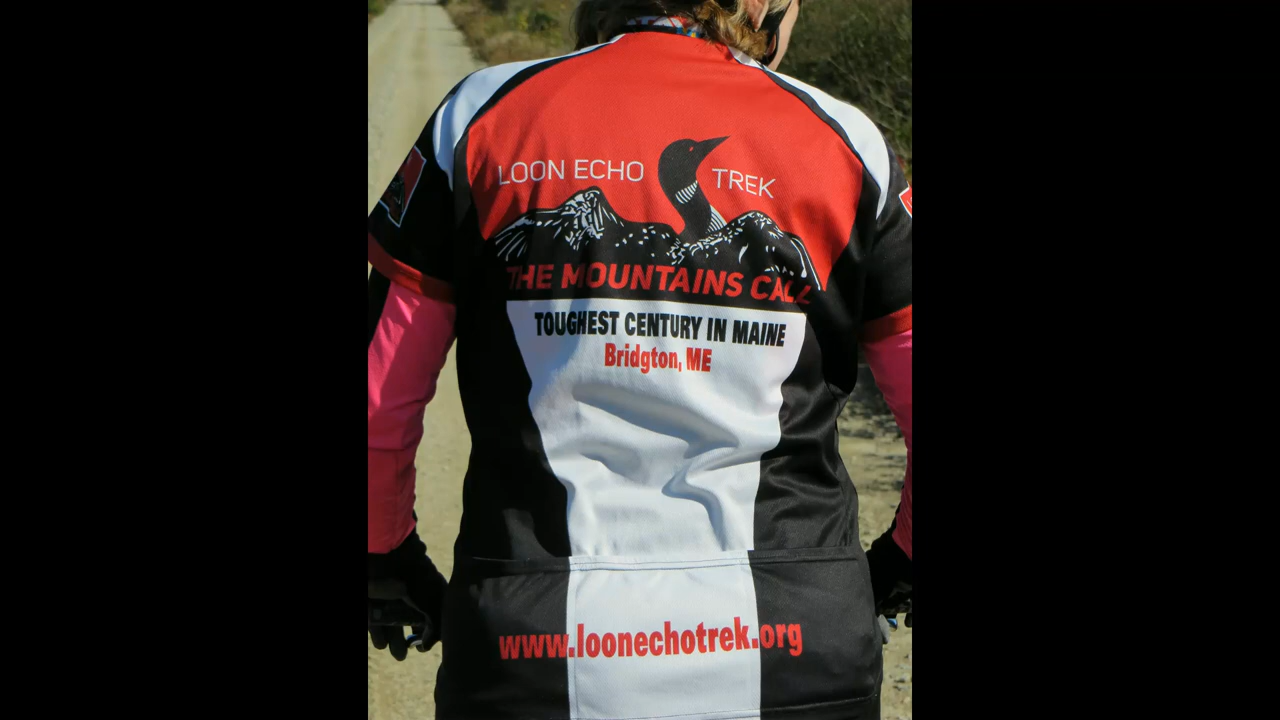 LOON ECHO TREK
THE MOUNTAINS CALL
TOUGHEST CENTURY IN MAINE
Bridgton, ME
www.loonechotrek.org